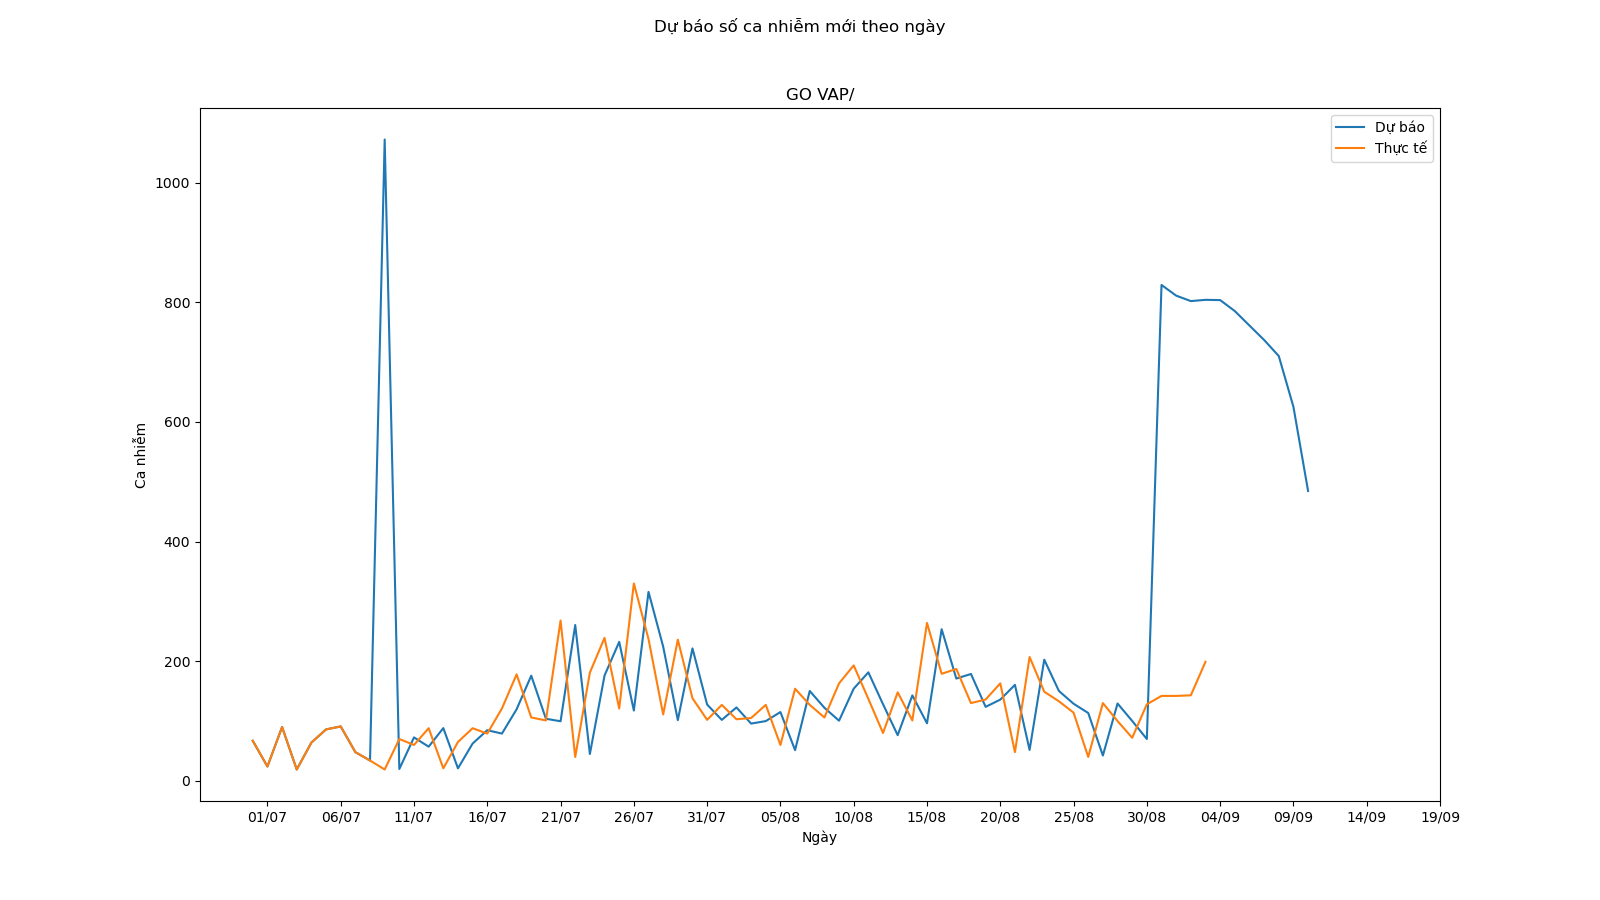 Dự báo số ca nhiễm mới theo ngày
GO VAP/
Dự báo
Thực tế
1000
800
600
400
200
0
Ca nhiễm
01/07 06/07 11/07 16/07 21/07 26/07 31/07 05/08 10/08 15/08 20/08 25/08 30/08 04/09 09/09 14/09 19/09
Ngày